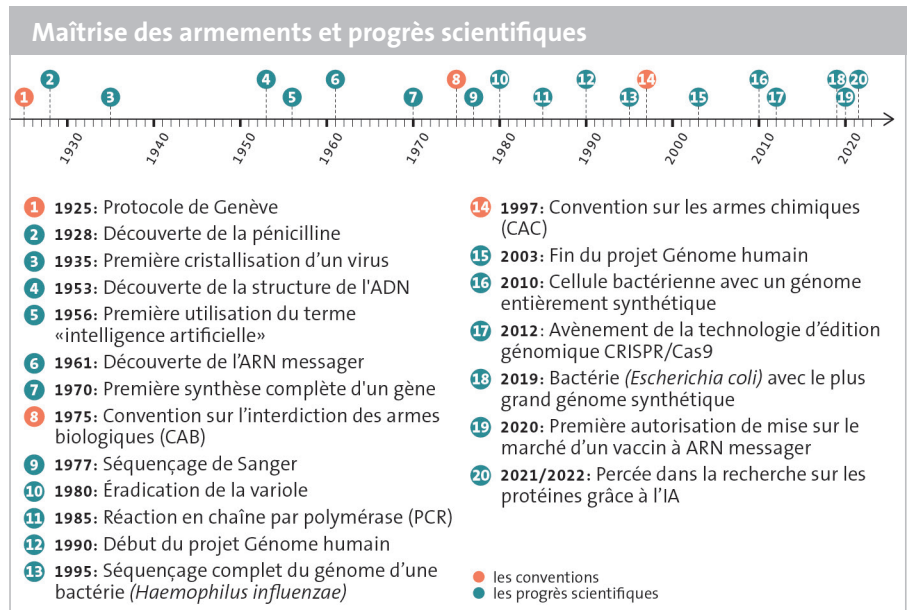 Maîtrise des armements et progrès scientifiques
2 4 6 8 10 12 14 16 18 20
1 3 5 7 9 11 13 15 17 19
1930 1940 1950 1960 1970 1980 1990 2000 2010 2020
1 1925: Protocole de Genève
2 1928: Découverte de la pénicilline
3 1935: Première cristallisation d’un virus
4 1953: Découverte de la structure de l'ADN
5 1956: Première utilisation du terme
«intelligence artificielle»
6 1961: Découverte de l’ARN messager
7 1970: Première synthèse complète d'un gène
8 1975: Convention sur l’interdiction des armes
biologiques (CAB)
9 1977: Séquençage de Sanger
10 1980: Éradication de la variole
11 1985: Réaction en chaîne par polymérase (PCR)
12 1990: Début du projet Génome humain
13 1995: Séquençage complet du génome d’une
bactérie (Haemophilus influenzae)
14 1997: Convention sur les armes chimiques
(CAC)
15 2003: Fin du projet Génome humain
16 2010: Cellule bactérienne avec un génome
entièrement synthétique
17 2012: Avènement de la technologie d’édition
génomique CRISPR/Cas9
18 2019: Bactérie (Escherichia coli) avec le plus
grand génome synthétique
19 2020: Première autorisation de mise sur le
marché d’un vaccin à ARN messager
20 2021/2022: Percée dans la recherche sur les
protéines grâce à l’IA
les conventions
les progrès scientifiques